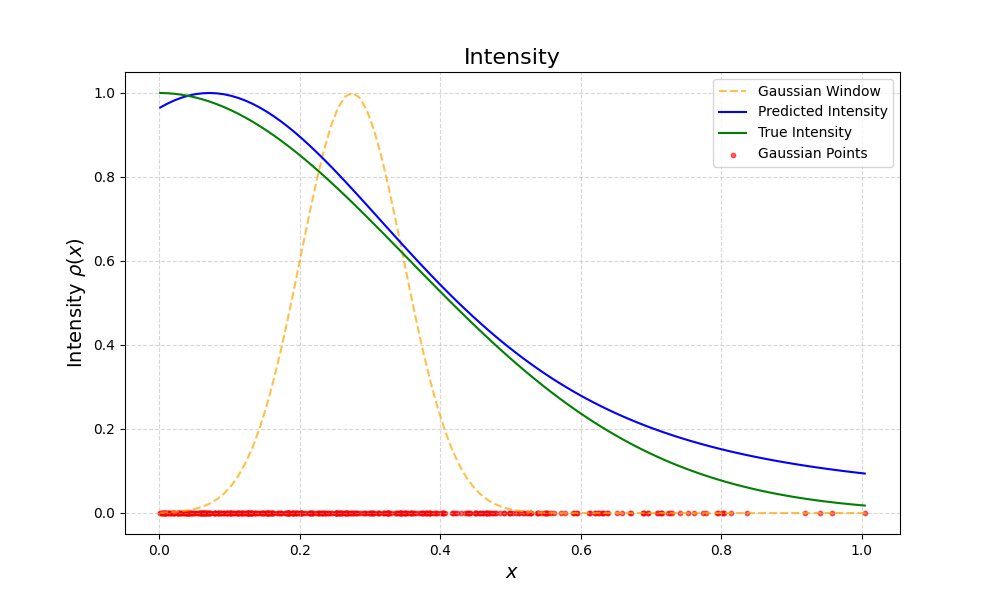 Intensity
Gaussian Window
Predicted Intensity
True Intensity
Gaussian Points
Intensity ρ(x)
1.0
0.8
0.6
0.4
0.2
0.0
0.0 0.2 0.4 0.6 0.8 1.0
x